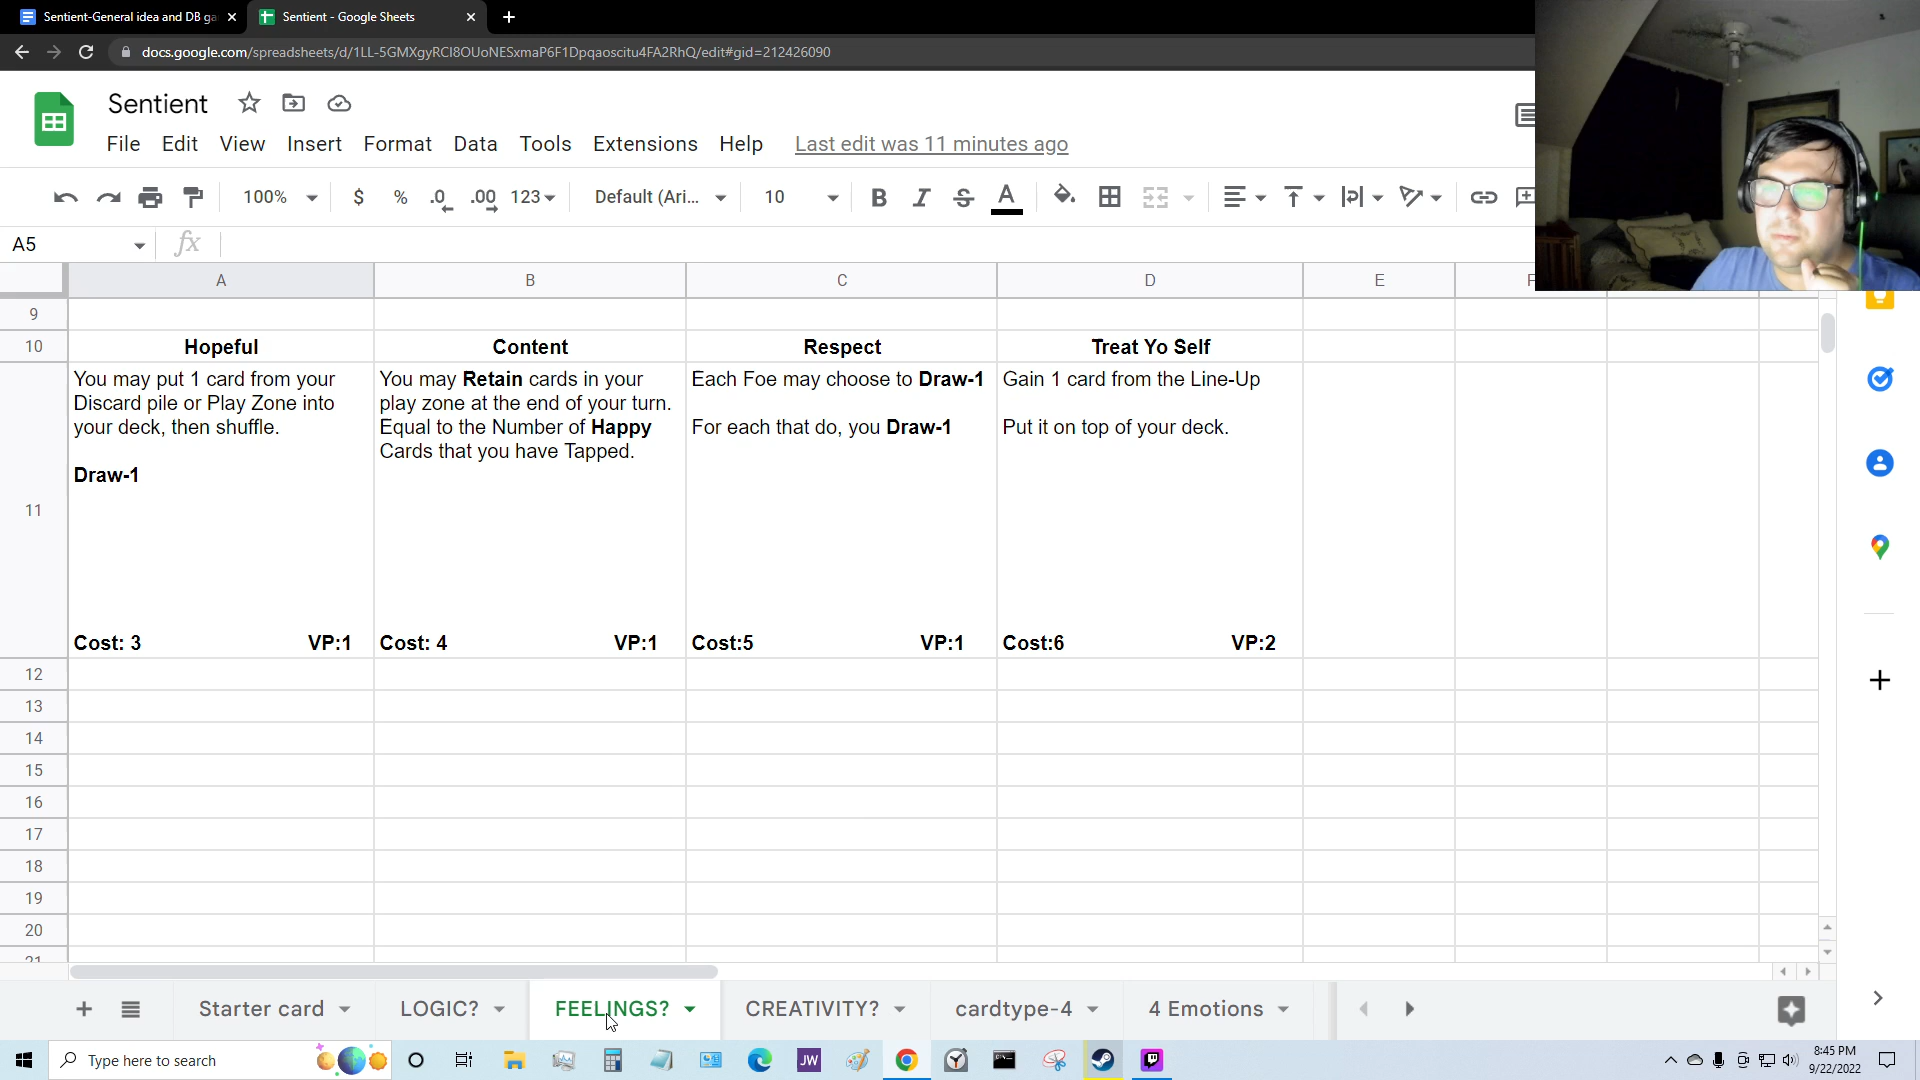 Sentient-General idea and DB ga
Sentient - Google Sheets
docs.google.com/spreadsheets/d/1LL-5GMXgyRCI8OUoNESxmaP6F1Dpqaoscitu4FA2RhQ/edit#gid=212426090
Sentient
File Edit View Insert Format Data Tools Extensions Help Last edit was 11 minutes ago
100% $ % .0 .00 123 Default (Ari... 10 B I S A
A5 fx
A B C D E F
9
10 Hopeful Content Respect Treat Yo Self
You may put 1 card from your
Discard pile or Play Zone into
your deck, then shuffle.
Draw-1
Cost: 3 VP:1
You may Retain cards in your
play zone at the end of your turn.
Equal to the Number of Happy
Cards that you have Tapped.
Cost: 4 VP:1
Each Foe may choose to Draw-1
For each that do, you Draw-1
Cost:5 VP:1
Gain 1 card from the Line-Up
Put it on top of your deck.
Cost:6 VP:2
11
12
13
14
15
16
17
18
19
20
21
Starter card LOGIC? FEELINGS? CREATIVITY? cardtype-4 4 Emotions
Type here to search
JW
8:45 PM
9/22/2022